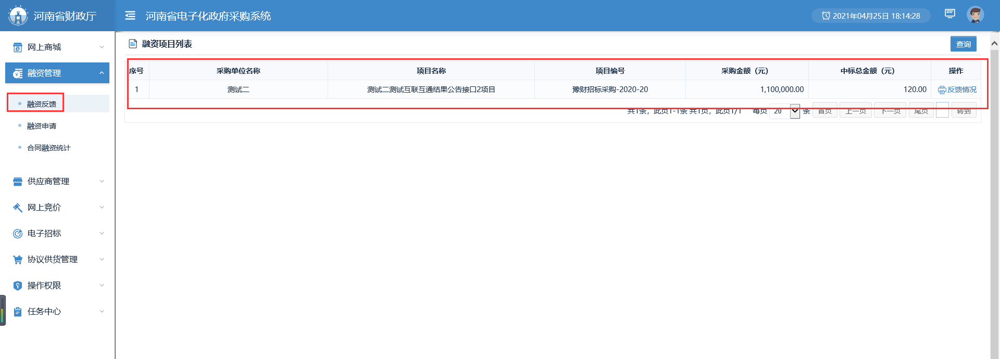 河南省财政厅
河南省电子化政府采购系统
2021年04月25日 18:14:28
网上商城
融资管理
融资反馈
融资申请
合同融资统计
供应商管理
网上竞价
电子招标
协议供货管理
操作权限
任务中心
融资项目列表
查询
序号 采购单位名称 项目名称 项目编号 采购金额（元） 中标总金额（元） 操作
1 测试二 测试二测试互联互通结果公告接口2项目 豫财招标采购-2020-20 1,100,000.00 120.00 反馈情况
共1条，此页1-1条 共1页，此页1/1 每页 20 条 首页 上一页 下一页 尾页 转到